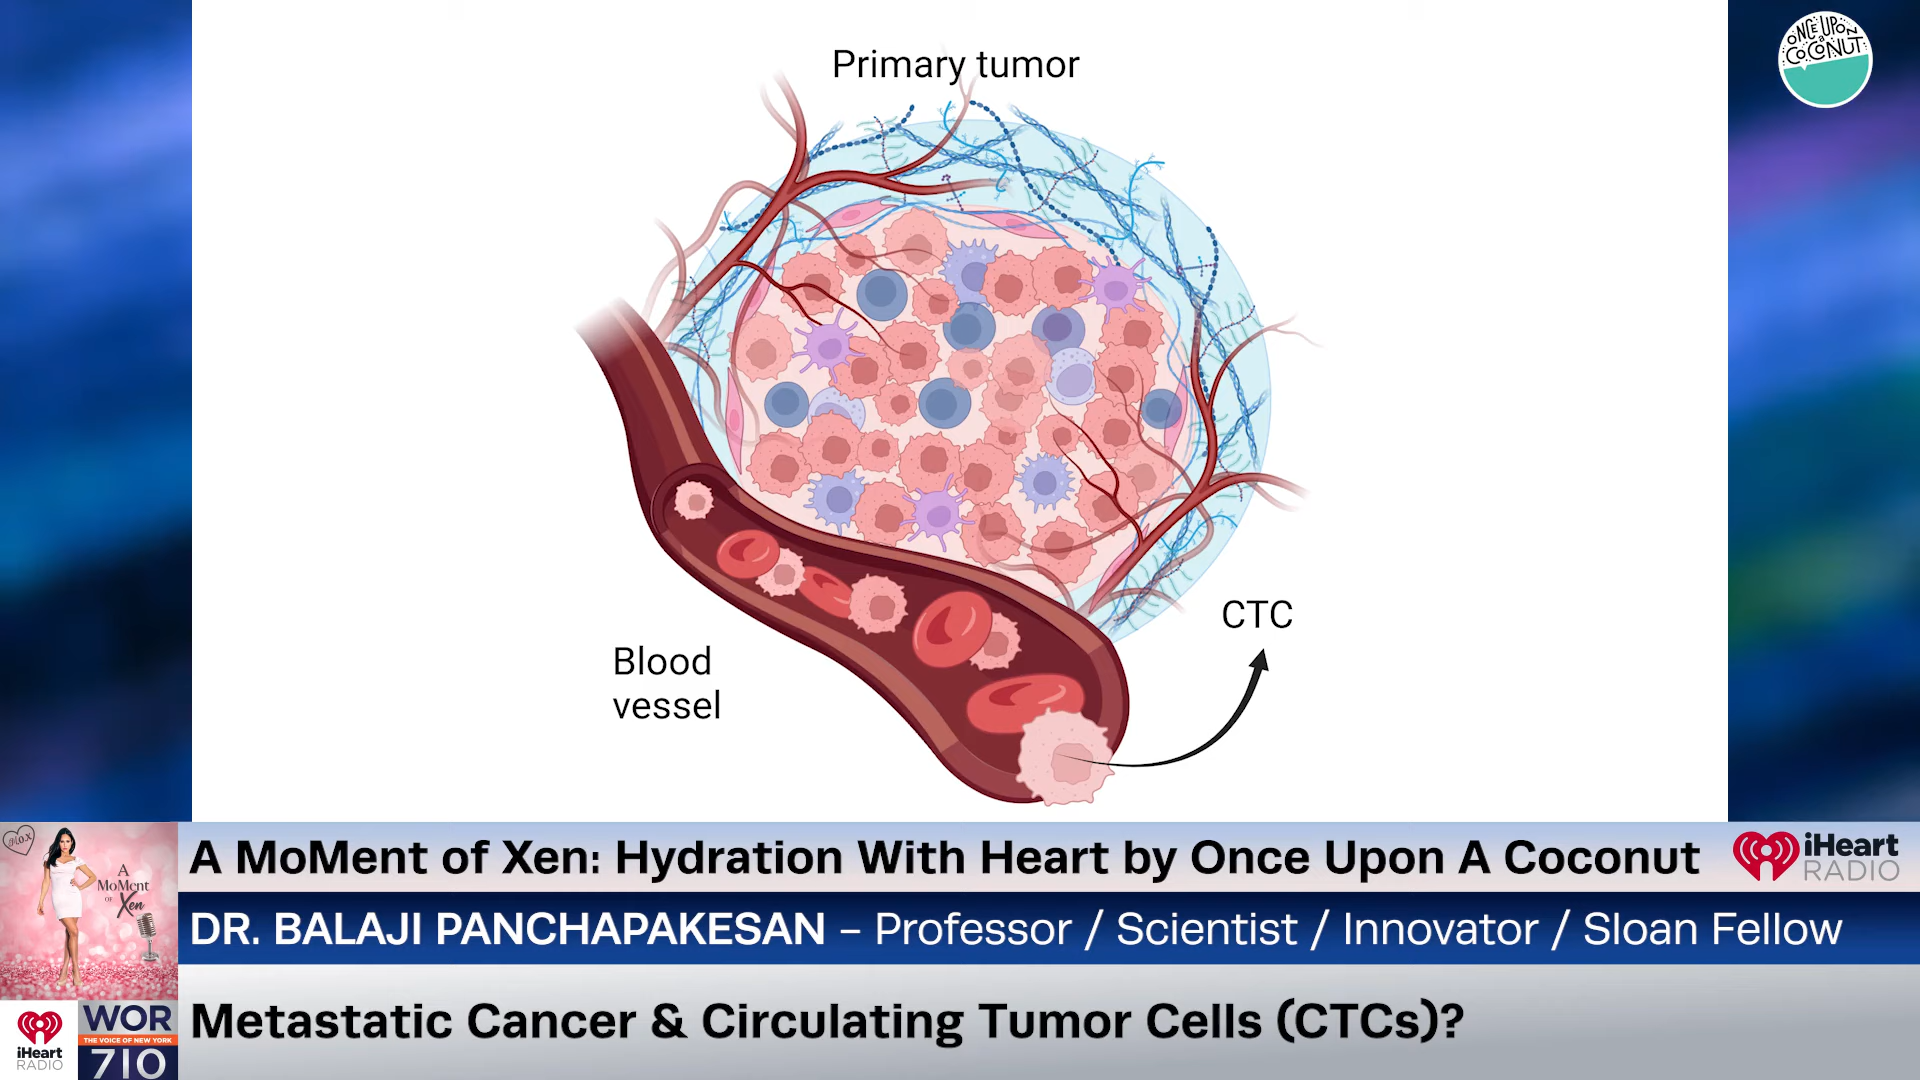 Primary tumor
ONCE UPON
a
COCONUT
CTC
Blood
vessel
A MoMent of Xen: Hydration With Heart by Once Upon A Coconut
iHeart
RADIO
M.O.X
A
MoMent
OF
Xen
DR. BALAJI PANCHAPAKESAN – Professor / Scientist / Innovator / Sloan Fellow
Metastatic Cancer & Circulating Tumor Cells (CTCs)?
iHeart
RADIO
WOR
THE VOICE OF NEW YORK
710